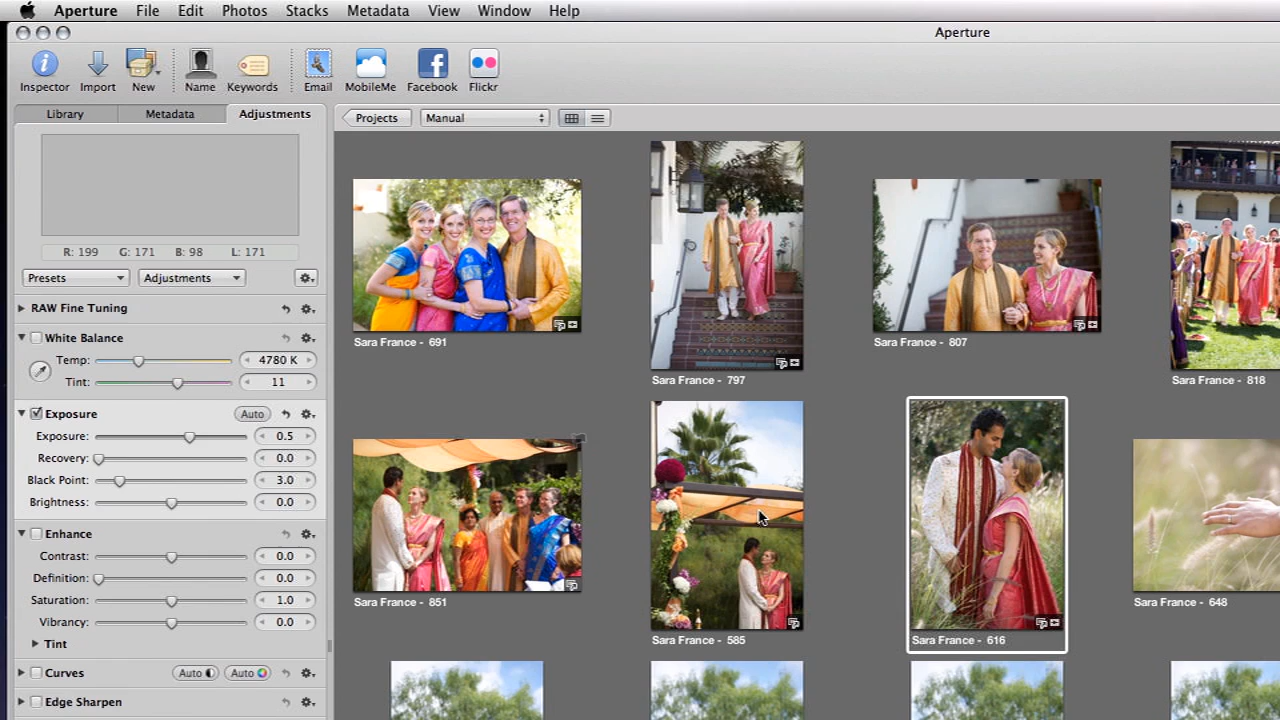 Aperture File Edit Photos Stacks Metadata View Window Help
Aperture
Inspector Import New Name Keywords Email MobileMe Facebook Flickr
Library Metadata Adjustments
Projects Manual
R: 199 G: 171 B: 98 L: 171
Presets Adjustments
RAW Fine Tuning
White Balance
Temp: 4780 K
Tint: 11
Exposure Auto
Exposure: 0.5
Recovery: 0.0
Black Point: 3.0
Brightness: 0.0
Enhance
Contrast: 0.0
Definition: 0.0
Saturation: 1.0
Vibrancy: 0.0
Tint
Curves Auto Auto
Edge Sharpen
Sara France - 691
Sara France - 797
Sara France - 807
Sara France - 818
Sara France - 851
Sara France - 585
Sara France - 616
Sara France - 648